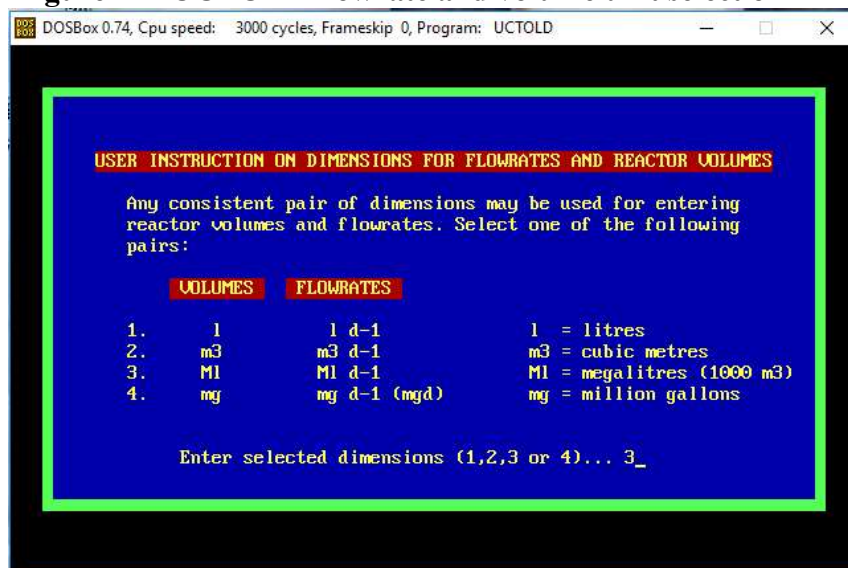 DOSBox 0.74, Cpu speed: 3000 cycles, Frameskip 0, Program: UCTOLD
USER INSTRUCTION ON DIMENSIONS FOR FLOWRATES AND REACTOR VOLUMES
Any consistent pair of dimensions may be used for entering
reactor volumes and flowrates. Select one of the following
pairs:
VOLUMES FLOWRATES
1. l l d-1 l = litres
2. m3 m3 d-1 m3 = cubic metres
3. Ml Ml d-1 Ml = megalitres (1000 m3)
4. mg mg d-1 (mgd) mg = million gallons
Enter selected dimensions (1,2,3 or 4)... 3_